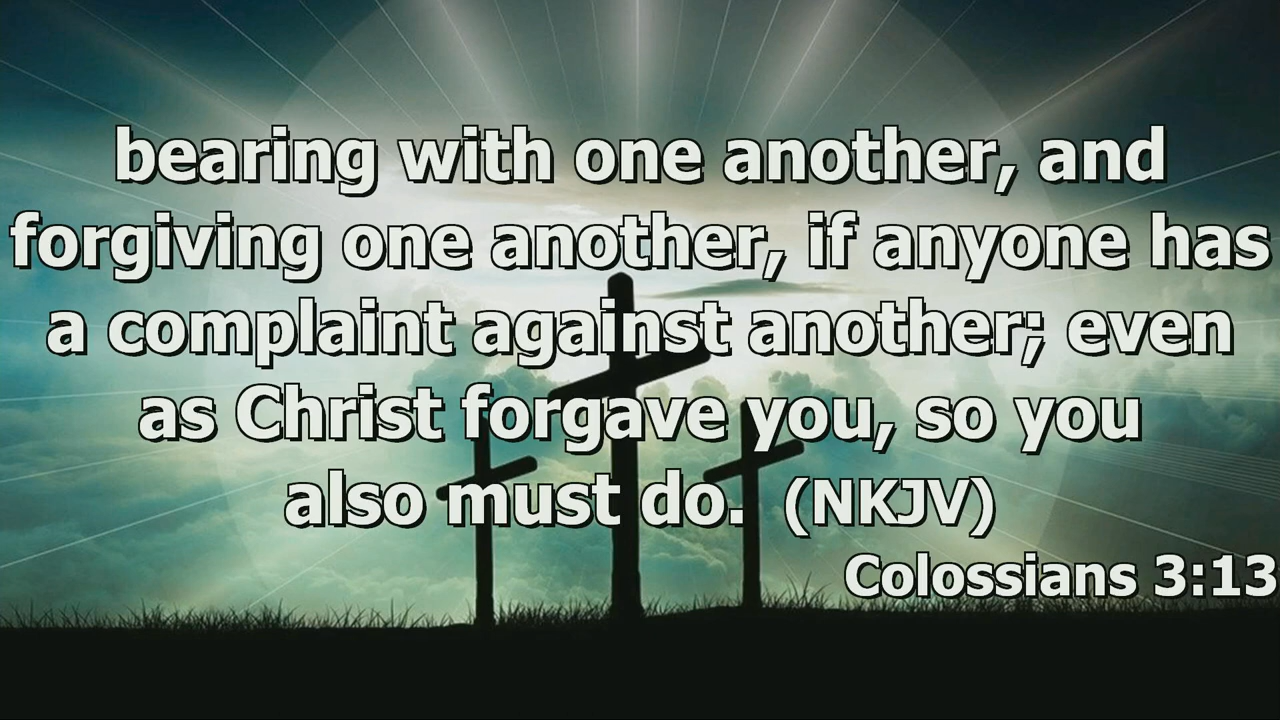 bearing with one another, and
forgiving one another, if anyone has
a complaint against another; even
as Christ forgave you, so you
also must do. (NKJV)
Colossians 3:13